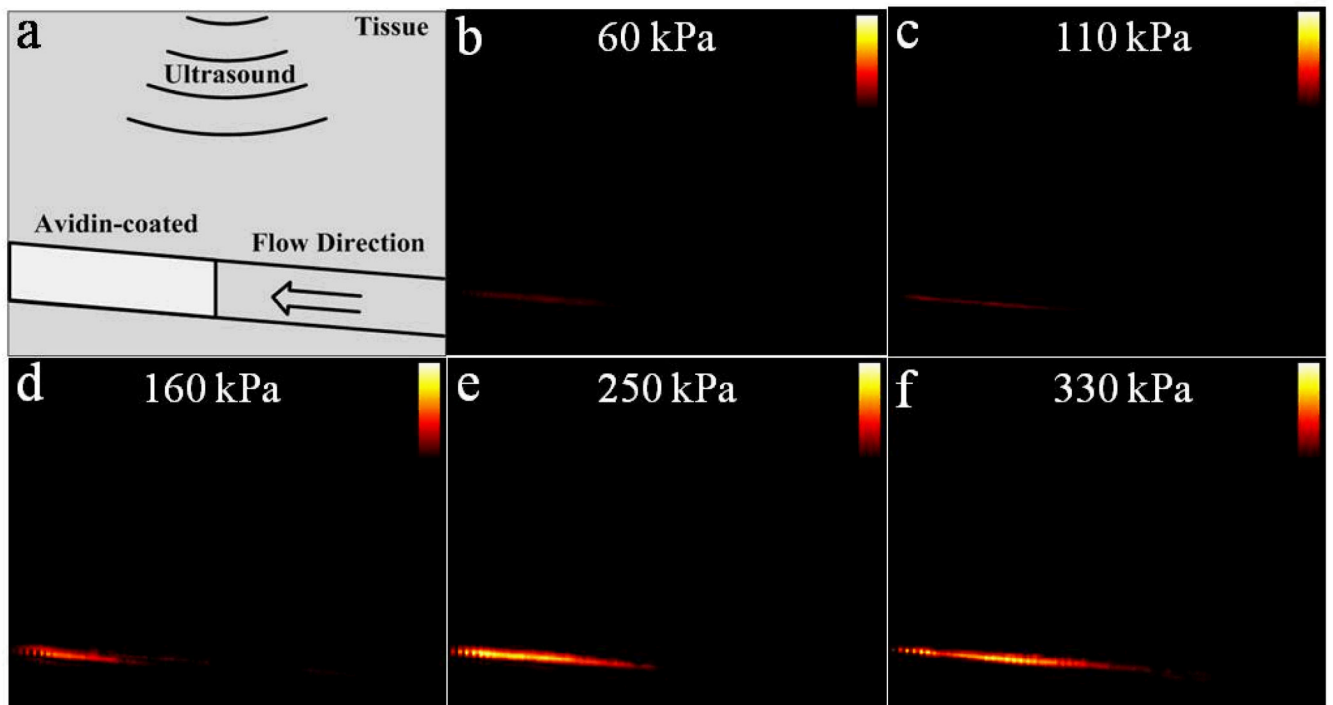 a
Tissue
Ultrasound
Avidin-coated
Flow Direction
b
60 kPa
c
110 kPa
d
160 kPa
e
250 kPa
f
330 kPa